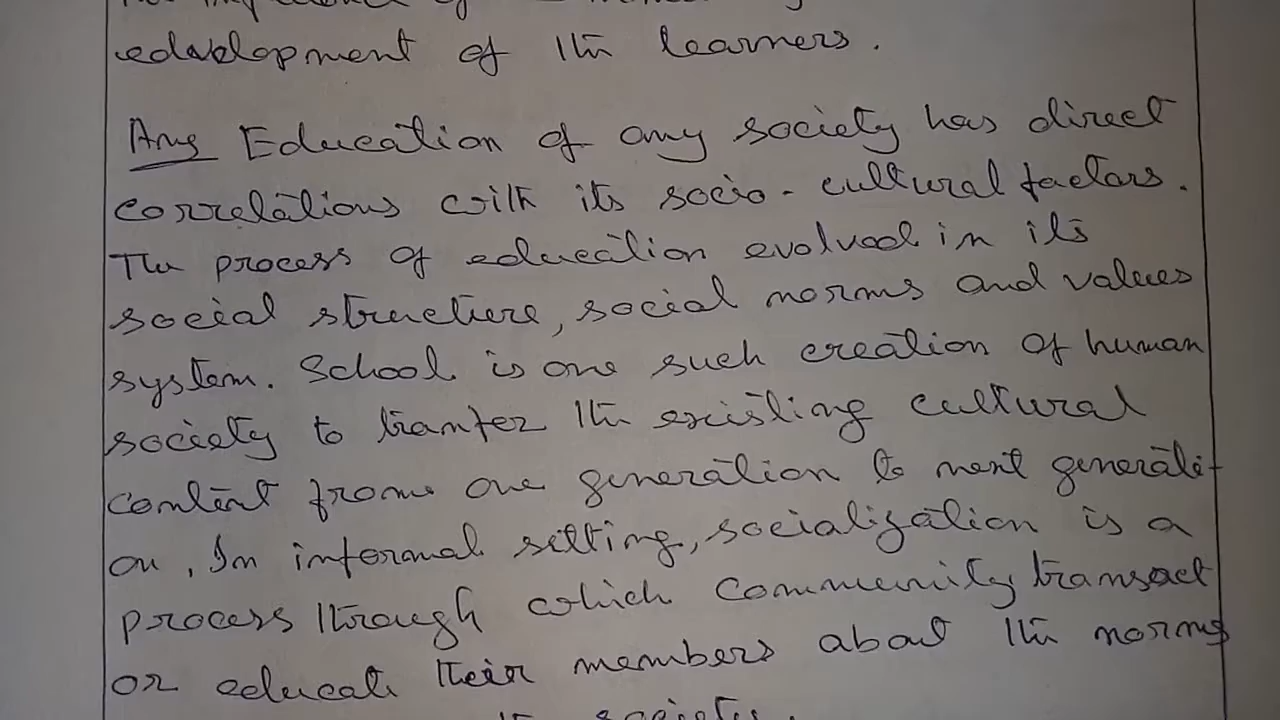 edvelopment of the learners.
Ans Education of any society has direct
correlations with its socio-cultural factors.
The process of education evolved in its
social structure, social norms and values
system. School is one such creation of human
society to tranfer the existing cultural
content from one generation to next generati-
on, In informal setting, socialization is a
process through which community transact
or educate their members about the norms